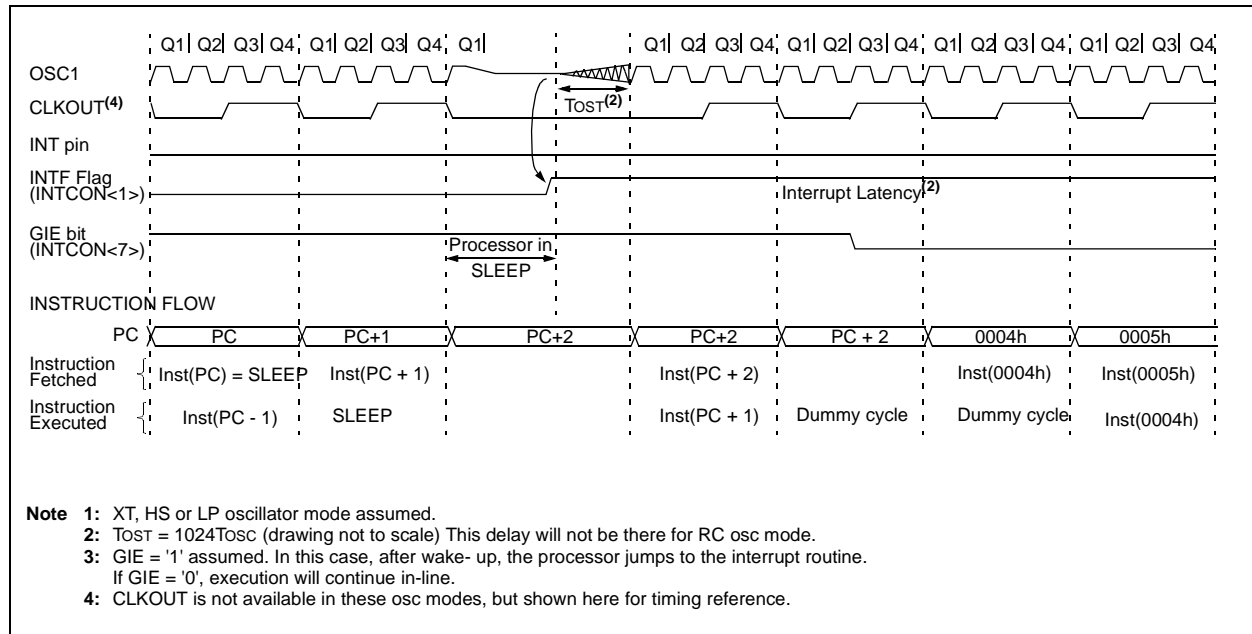 Q1| Q2| Q3| Q4 Q1| Q2| Q3| Q4 Q1| Q1| Q2| Q3| Q4 Q1| Q2| Q3| Q4 Q1| Q2| Q3| Q4 Q1| Q2| Q3| Q4
OSC1
CLKOUT(4)
TOST(2)
INT pin
INTF Flag
(INTCON<1>)
Interrupt Latency(2)
GIE bit
(INTCON<7>)
Processor in
SLEEP
INSTRUCTION FLOW
PC PC PC+1 PC+2 PC+2 PC + 2 0004h 0005h
Instruction
Fetched
Inst(PC) = SLEEP Inst(PC + 1) Inst(PC + 2) Inst(0004h) Inst(0005h)
Instruction
Executed
Inst(PC - 1) SLEEP Inst(PC + 1) Dummy cycle Dummy cycle Inst(0004h)
Note 1: XT, HS or LP oscillator mode assumed.
2: TOST = 1024TOSC (drawing not to scale) This delay will not be there for RC osc mode.
3: GIE = '1' assumed. In this case, after wake- up, the processor jumps to the interrupt routine.
If GIE = '0', execution will continue in-line.
4: CLKOUT is not available in these osc modes, but shown here for timing reference.